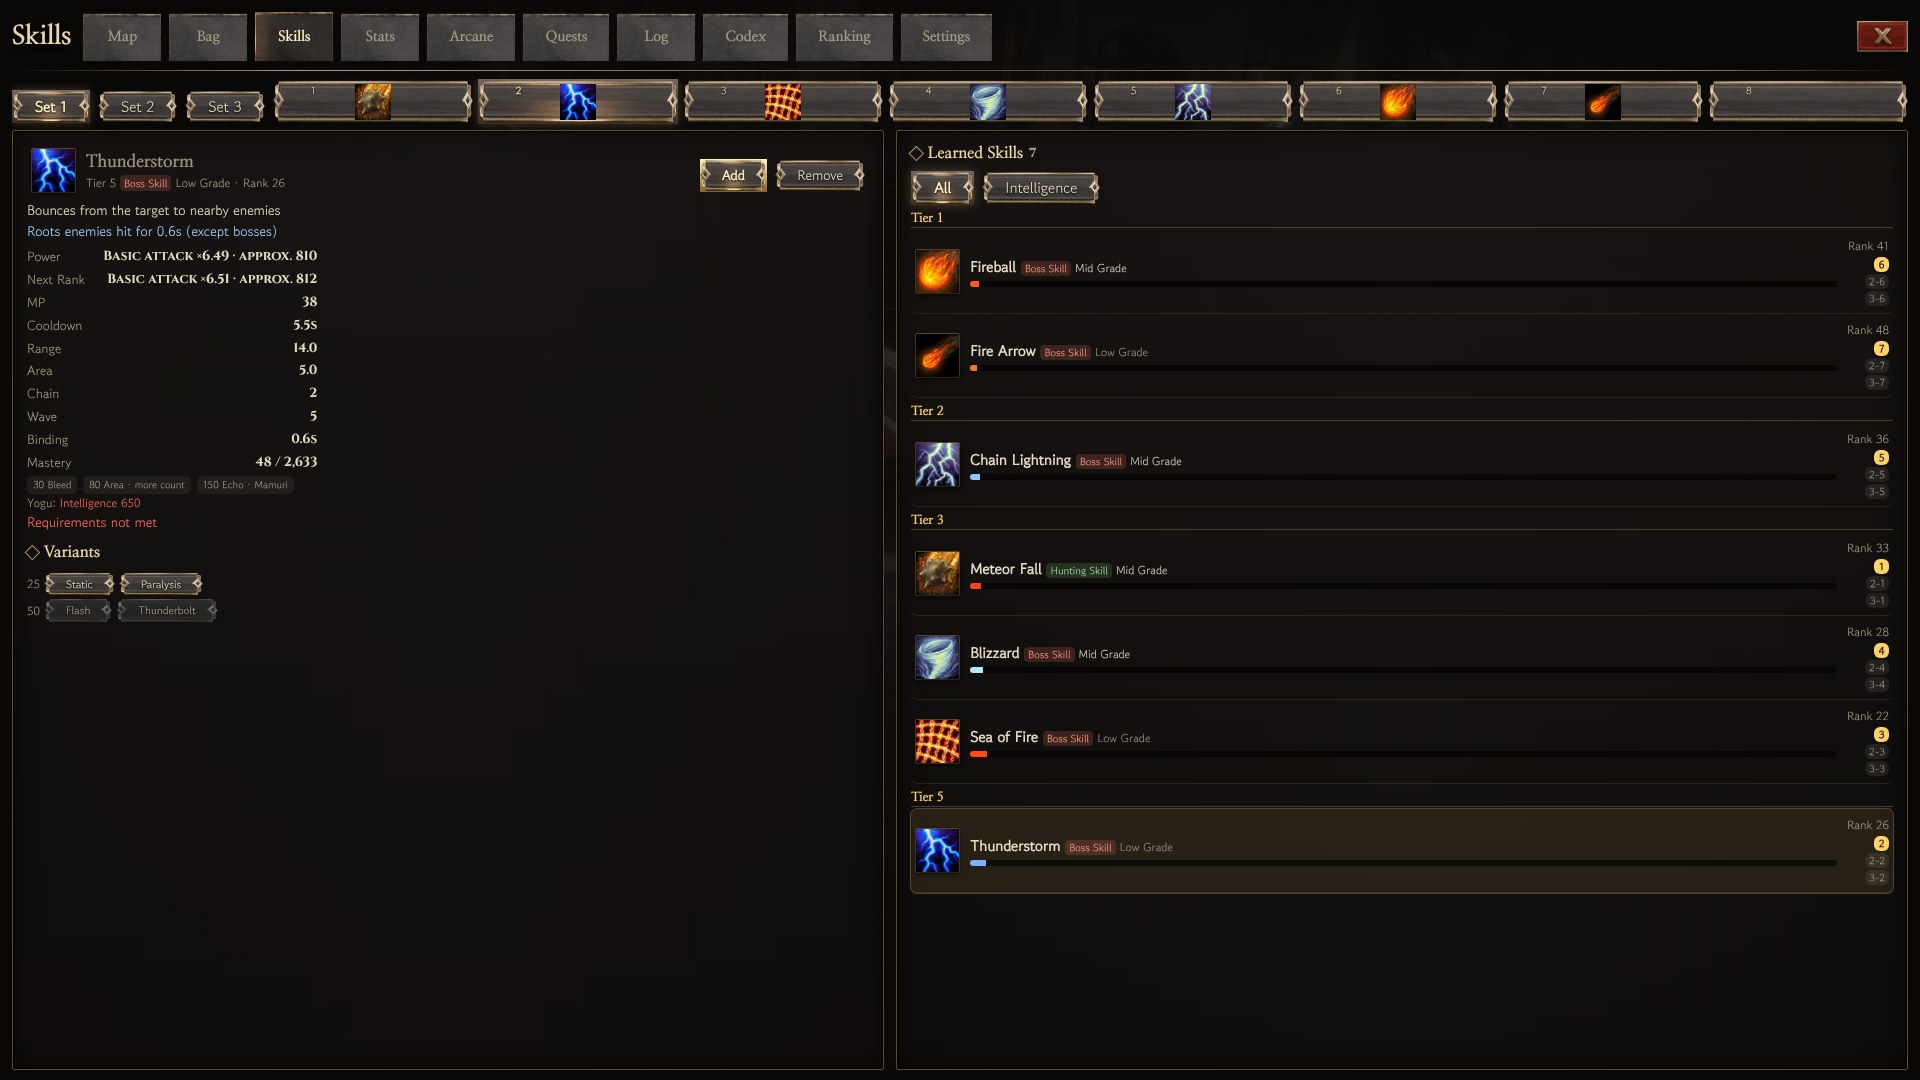 Skills
Map
Bag
Skills
Stats
Arcane
Quests
Log
Codex
Ranking
Settings
X
Set 1
Set 2
Set 3
1
2
3
4
5
6
7
8
Thunderstorm
Tier 5 Boss Skill Low Grade · Rank 26
Add
Remove
Bounces from the target to nearby enemies
Roots enemies hit for 0.6s (except bosses)
Power BASIC ATTACK ×6.49 · APPROX. 810
Next Rank BASIC ATTACK ×6.51 · APPROX. 812
MP 38
Cooldown 5.5S
Range 14.0
Area 5.0
Chain 2
Wave 5
Binding 0.6S
Mastery 48 / 2,633
30 Bleed 80 Area · more count 150 Echo · Mamuri
Yogu: Intelligence 650
Requirements not met
Variants
25 Static Paralysis
50 Flash Thunderbolt
Learned Skills 7
All
Intelligence
Tier 1
Fireball Boss Skill Mid Grade
Rank 41
6
2-6
3-6
Fire Arrow Boss Skill Low Grade
Rank 48
7
2-7
3-7
Tier 2
Chain Lightning Boss Skill Mid Grade
Rank 36
5
2-5
3-5
Tier 3
Meteor Fall Hunting Skill Mid Grade
Rank 33
1
2-1
3-1
Blizzard Boss Skill Mid Grade
Rank 28
4
2-4
3-4
Sea of Fire Boss Skill Low Grade
Rank 22
3
2-3
3-3
Tier 5
Thunderstorm Boss Skill Low Grade
Rank 26
2
2-2
3-2